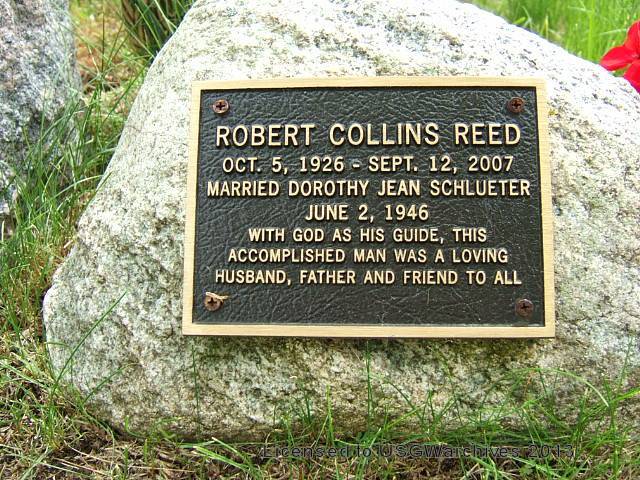 ROBERT COLLINS REED
OCT. 5, 1926 - SEPT. 12, 2007
MARRIED DOROTHY JEAN SCHLUETER
JUNE 2, 1946
WITH GOD AS HIS GUIDE, THIS
ACCOMPLISHED MAN WAS A LOVING
HUSBAND, FATHER AND FRIEND TO ALL
Licensed to USGWarchives 2013